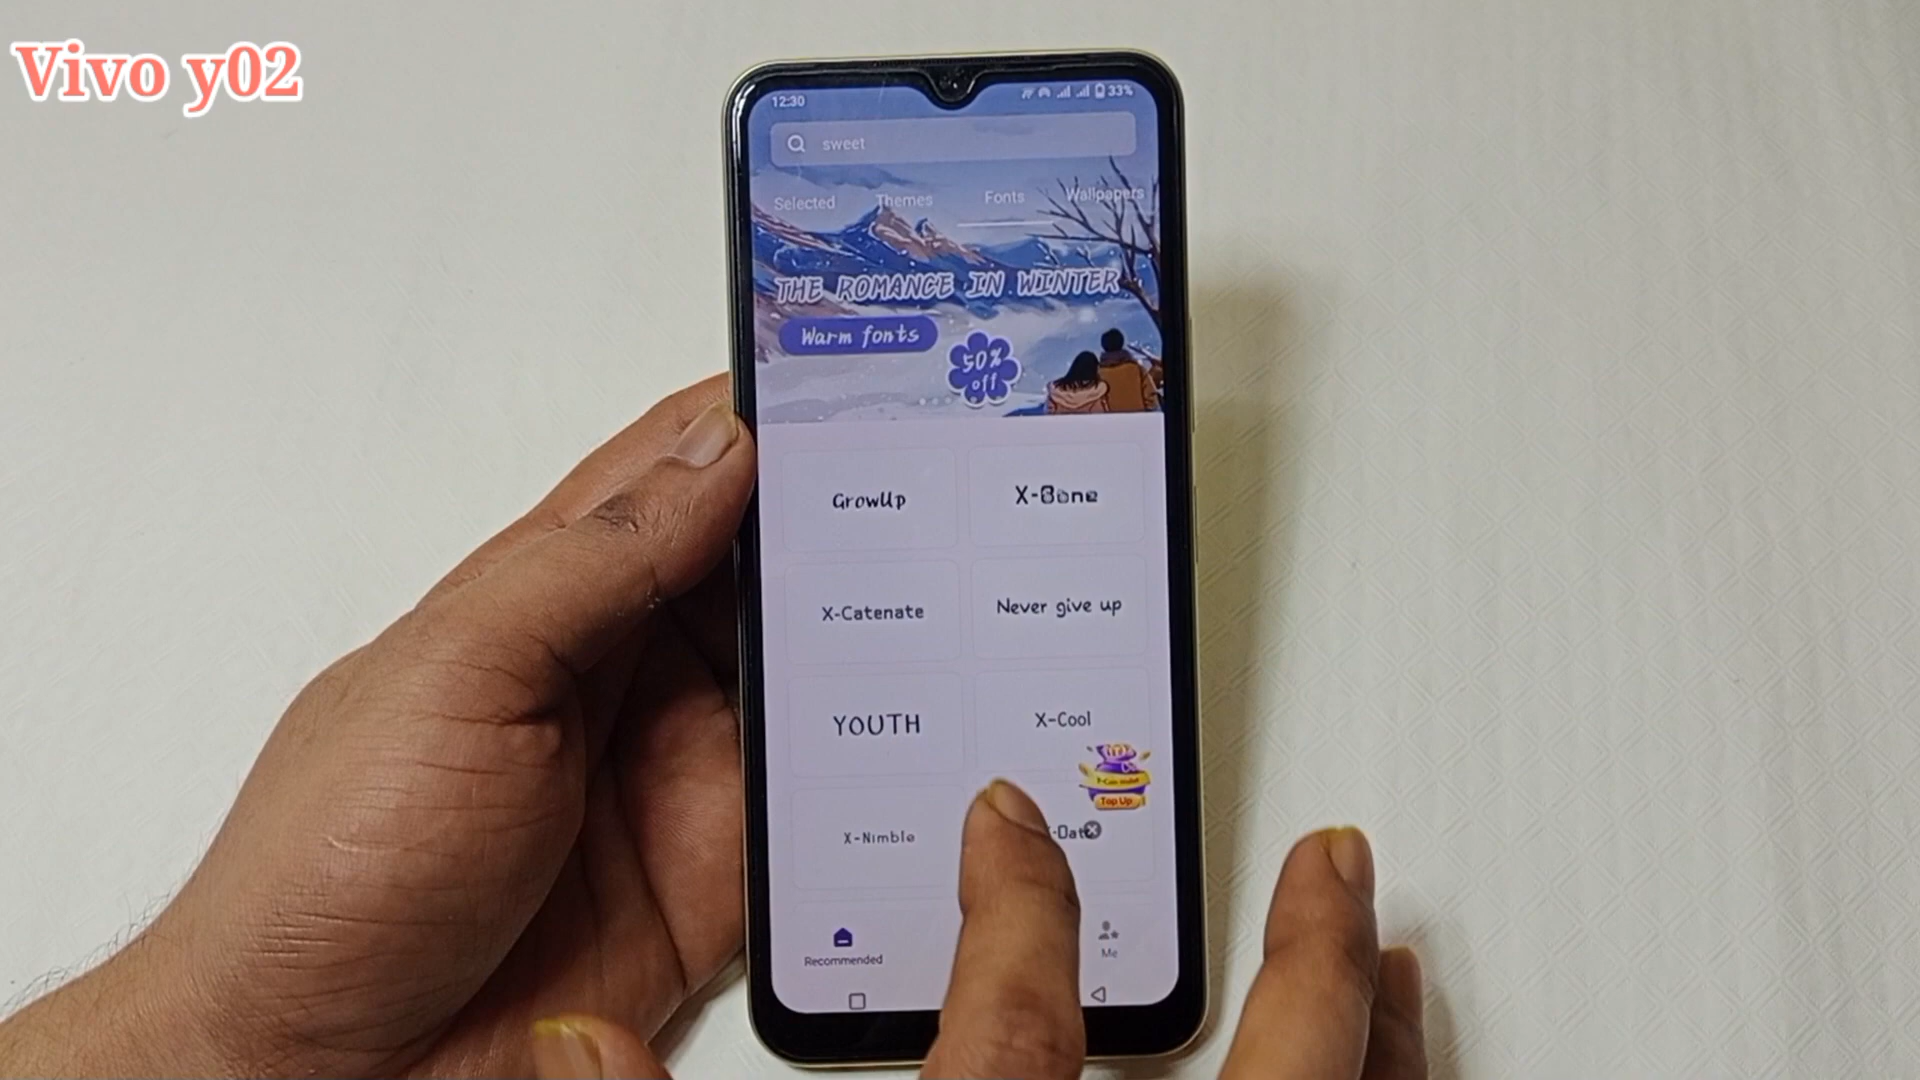 Vivo y02
12:30
33%
sweet
Selected Themes Fonts Wallpapers
THE ROMANCE IN WINTER
Warm fonts
50%
off
GrowUp
X-Bone
X-Catenate
Never give up
YOUTH
X-Cool
Top Up
X-Nimble
Recommended
Me